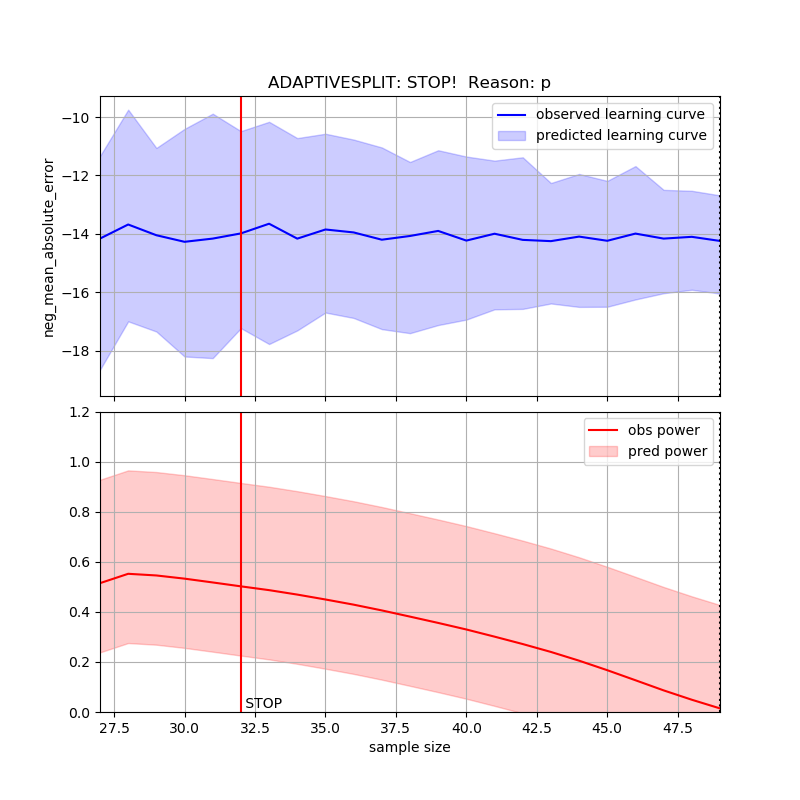 ADAPTIVESPLIT: STOP!  Reason: p
neg_mean_absolute_error
−10
−12
−14
−16
−18
observed learning curve
predicted learning curve
1.2
1.0
0.8
0.6
0.4
0.2
0.0
obs power
pred power
STOP
27.5 30.0 32.5 35.0 37.5 40.0 42.5 45.0 47.5
sample size